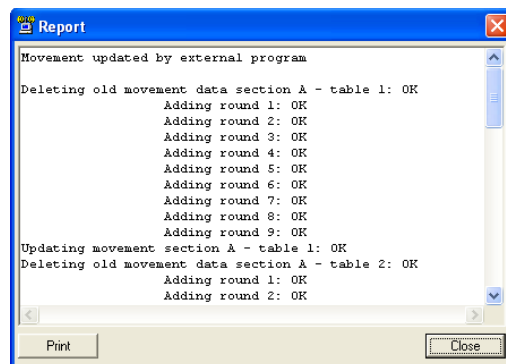 Report
Movement updated by external program
Deleting old movement data section A - table 1: OK
Adding round 1: OK
Adding round 2: OK
Adding round 3: OK
Adding round 4: OK
Adding round 5: OK
Adding round 6: OK
Adding round 7: OK
Adding round 8: OK
Adding round 9: OK
Updating movement section A - table 1: OK
Deleting old movement data section A - table 2: OK
Adding round 1: OK
Adding round 2: OK
Print Close